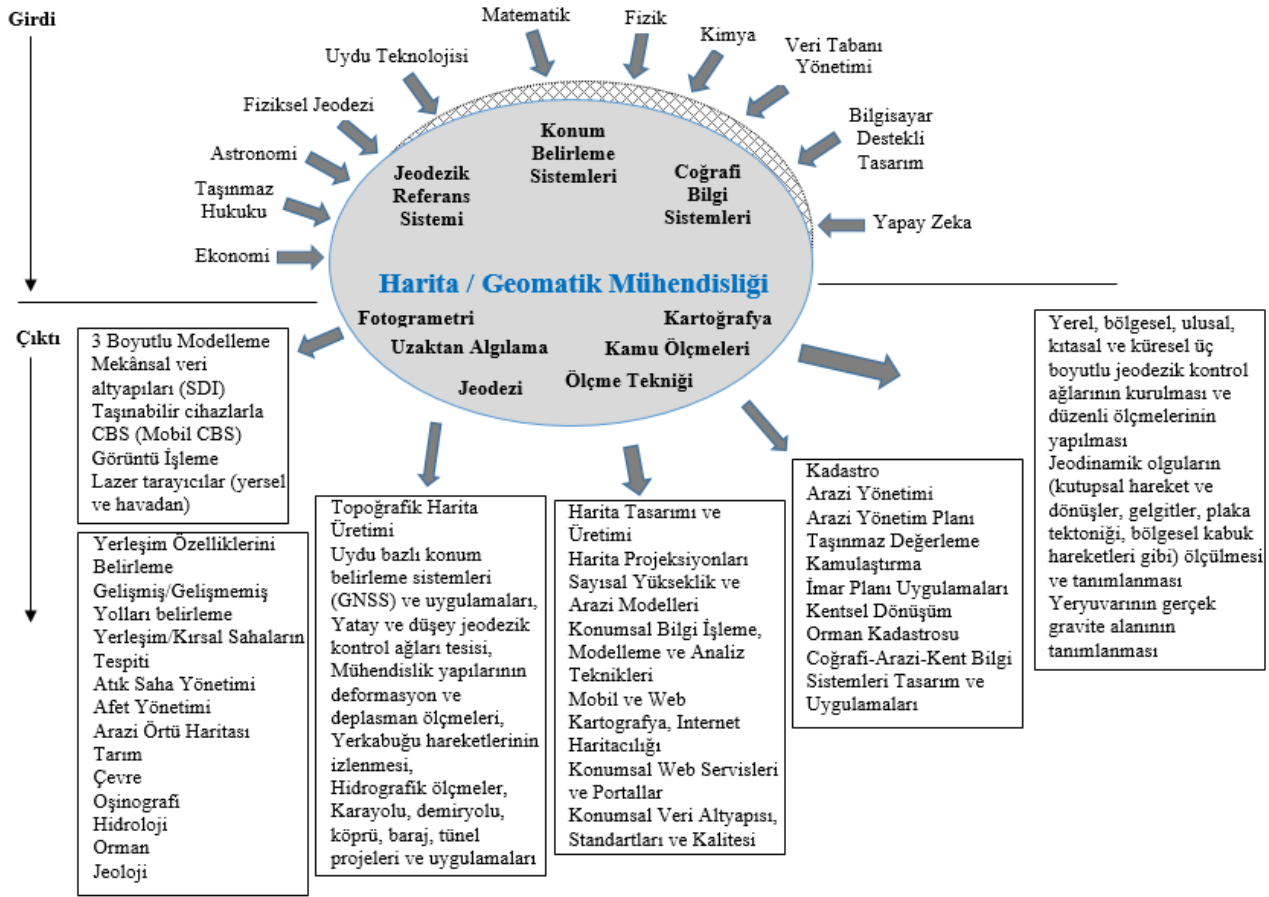 Girdi
Matematik
Fizik
Kimya
Veri Tabanı
Yönetimi
Uydu Teknolojisi
Fiziksel Jeodezi
Bilgisayar
Destekli
Tasarım
Astronomi
Taşınmaz
Hukuku
Yapay Zeka
Ekonomi
Konum
Belirleme
Sistemleri
Jeodezik
Referans
Sistemi
Coğrafi
Bilgi
Sistemleri
Harita / Geomatik Mühendisliği
Fotogrametri
Kartoğrafya
Uzaktan Algılama
Kamu Ölçmeleri
Jeodezi
Ölçme Tekniği
Çıktı
3 Boyutlu Modelleme
Mekânsal veri
altyapıları (SDI)
Taşınabilir cihazlarla
CBS (Mobil CBS)
Görüntü İşleme
Lazer tarayıcılar (yersel
ve havadan)
Yerleşim Özelliklerini
Belirleme
Gelişmiş/Gelişmemiş
Yolları belirleme
Yerleşim/Kırsal Sahaların
Tespiti
Atık Saha Yönetimi
Afet Yönetimi
Arazi Örtü Haritası
Tarım
Çevre
Oşinografi
Hidroloji
Orman
Jeoloji
Topoğrafik Harita
Üretimi
Uydu bazlı konum
belirleme sistemleri
(GNSS) ve uygulamaları,
Yatay ve düşey jeodezik
kontrol ağları tesisi,
Mühendislik yapılarının
deformasyon ve
deplasman ölçmeleri,
Yerkabuğu hareketlerinin
izlenmesi,
Hidrografik ölçmeler,
Karayolu, demiryolu,
köprü, baraj, tünel
projeleri ve uygulamaları
Harita Tasarımı ve
Üretimi
Harita Projeksiyonları
Sayısal Yükseklik ve
Arazi Modelleri
Konumsal Bilgi İşleme,
Modelleme ve Analiz
Teknikleri
Mobil ve Web
Kartografya, Internet
Haritacılığı
Konumsal Web Servisleri
ve Portallar
Konumsal Veri Altyapısı,
Standartları ve Kalitesi
Kadastro
Arazi Yönetimi
Arazi Yönetim Planı
Taşınmaz Değerleme
Kamulaştırma
İmar Planı Uygulamaları
Kentsel Dönüşüm
Orman Kadastrosu
Coğrafi-Arazi-Kent Bilgi
Sistemleri Tasarım ve
Uygulamaları
Yerel, bölgesel, ulusal,
kıtasal ve küresel üç
boyutlu jeodezik kontrol
ağlarının kurulması ve
düzenli ölçmelerinin
yapılması
Jeodinamik olguların
(kutupsal hareket ve
dönüşler, gelgitler, plaka
tektoniği, bölgesel kabuk
hareketleri gibi) ölçülmesi
ve tanımlanması
Yeryuvarının gerçek
gravite alanının
tanımlanması